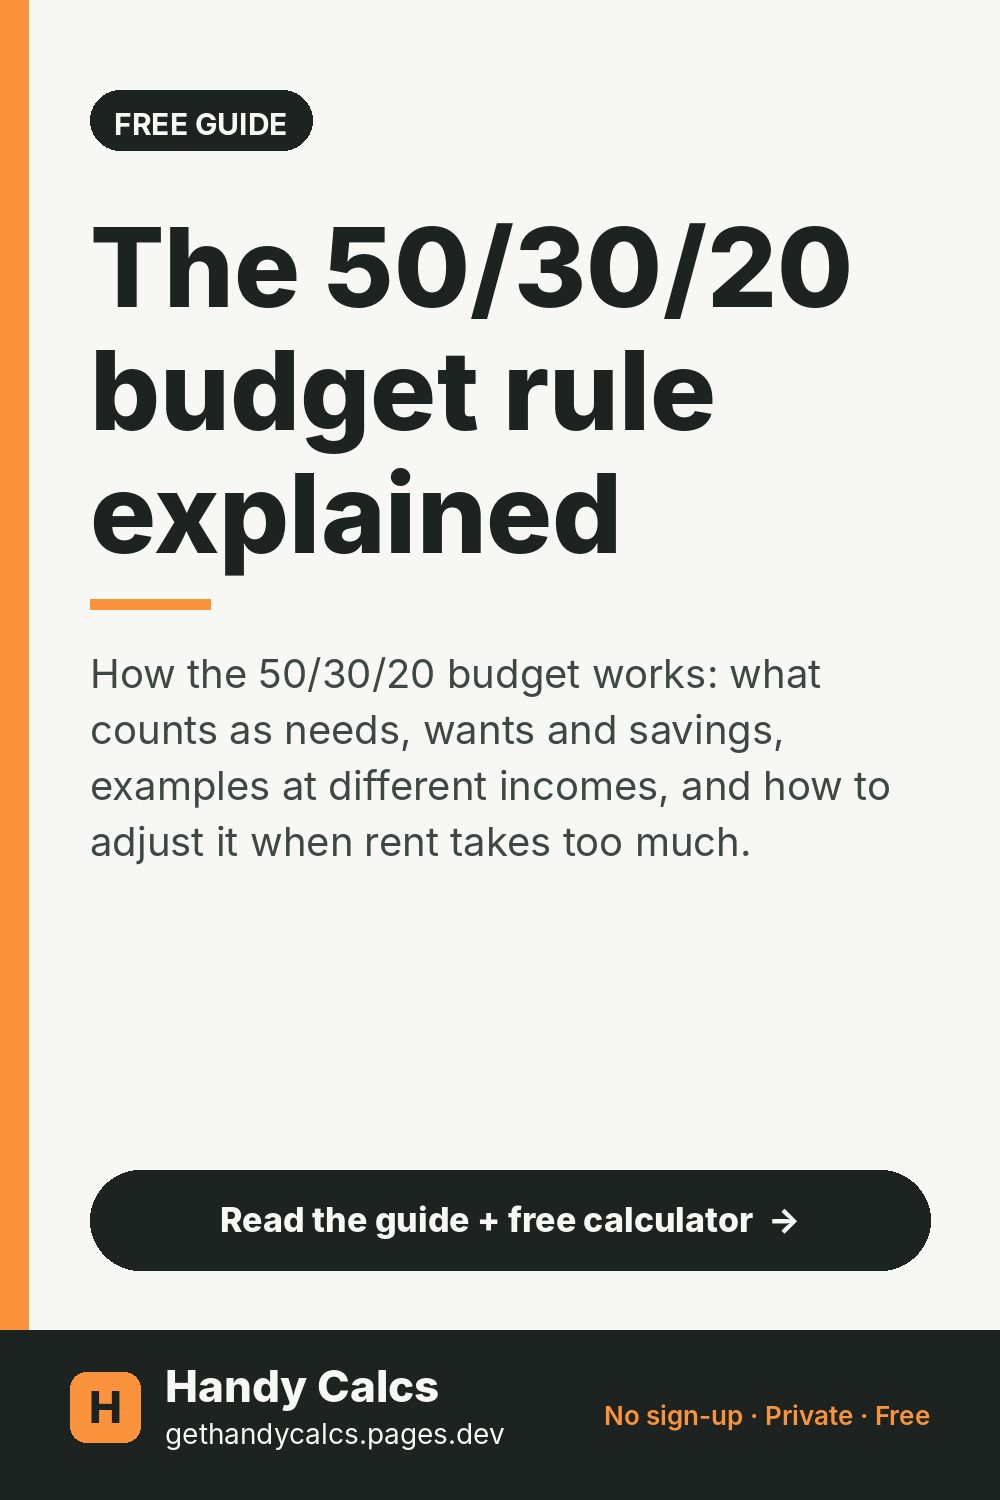 FREE GUIDE
The 50/30/20
budget rule
explained
How the 50/30/20 budget works: what
counts as needs, wants and savings,
examples at different incomes, and how to
adjust it when rent takes too much.
Read the guide + free calculator →
H
Handy Calcs
gethandycalcs.pages.dev
No sign-up · Private · Free